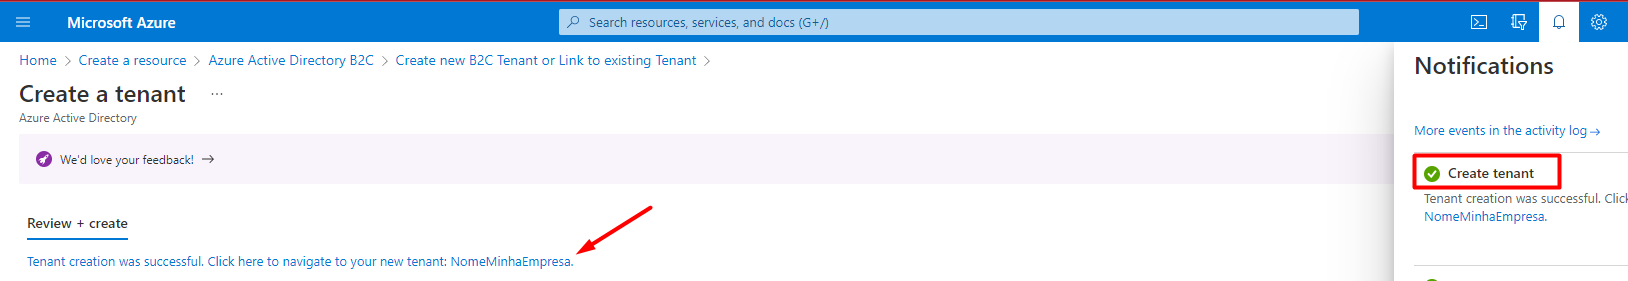 Microsoft Azure
Search resources, services, and docs (G+/)
Home > Create a resource > Azure Active Directory B2C > Create new B2C Tenant or Link to existing Tenant >
Create a tenant ...
Azure Active Directory
We'd love your feedback! →
Review + create
Tenant creation was successful. Click here to navigate to your new tenant: NomeMinhaEmpresa.
Notifications
More events in the activity log →
Create tenant
Tenant creation was successful. Clic
NomeMinhaEmpresa.